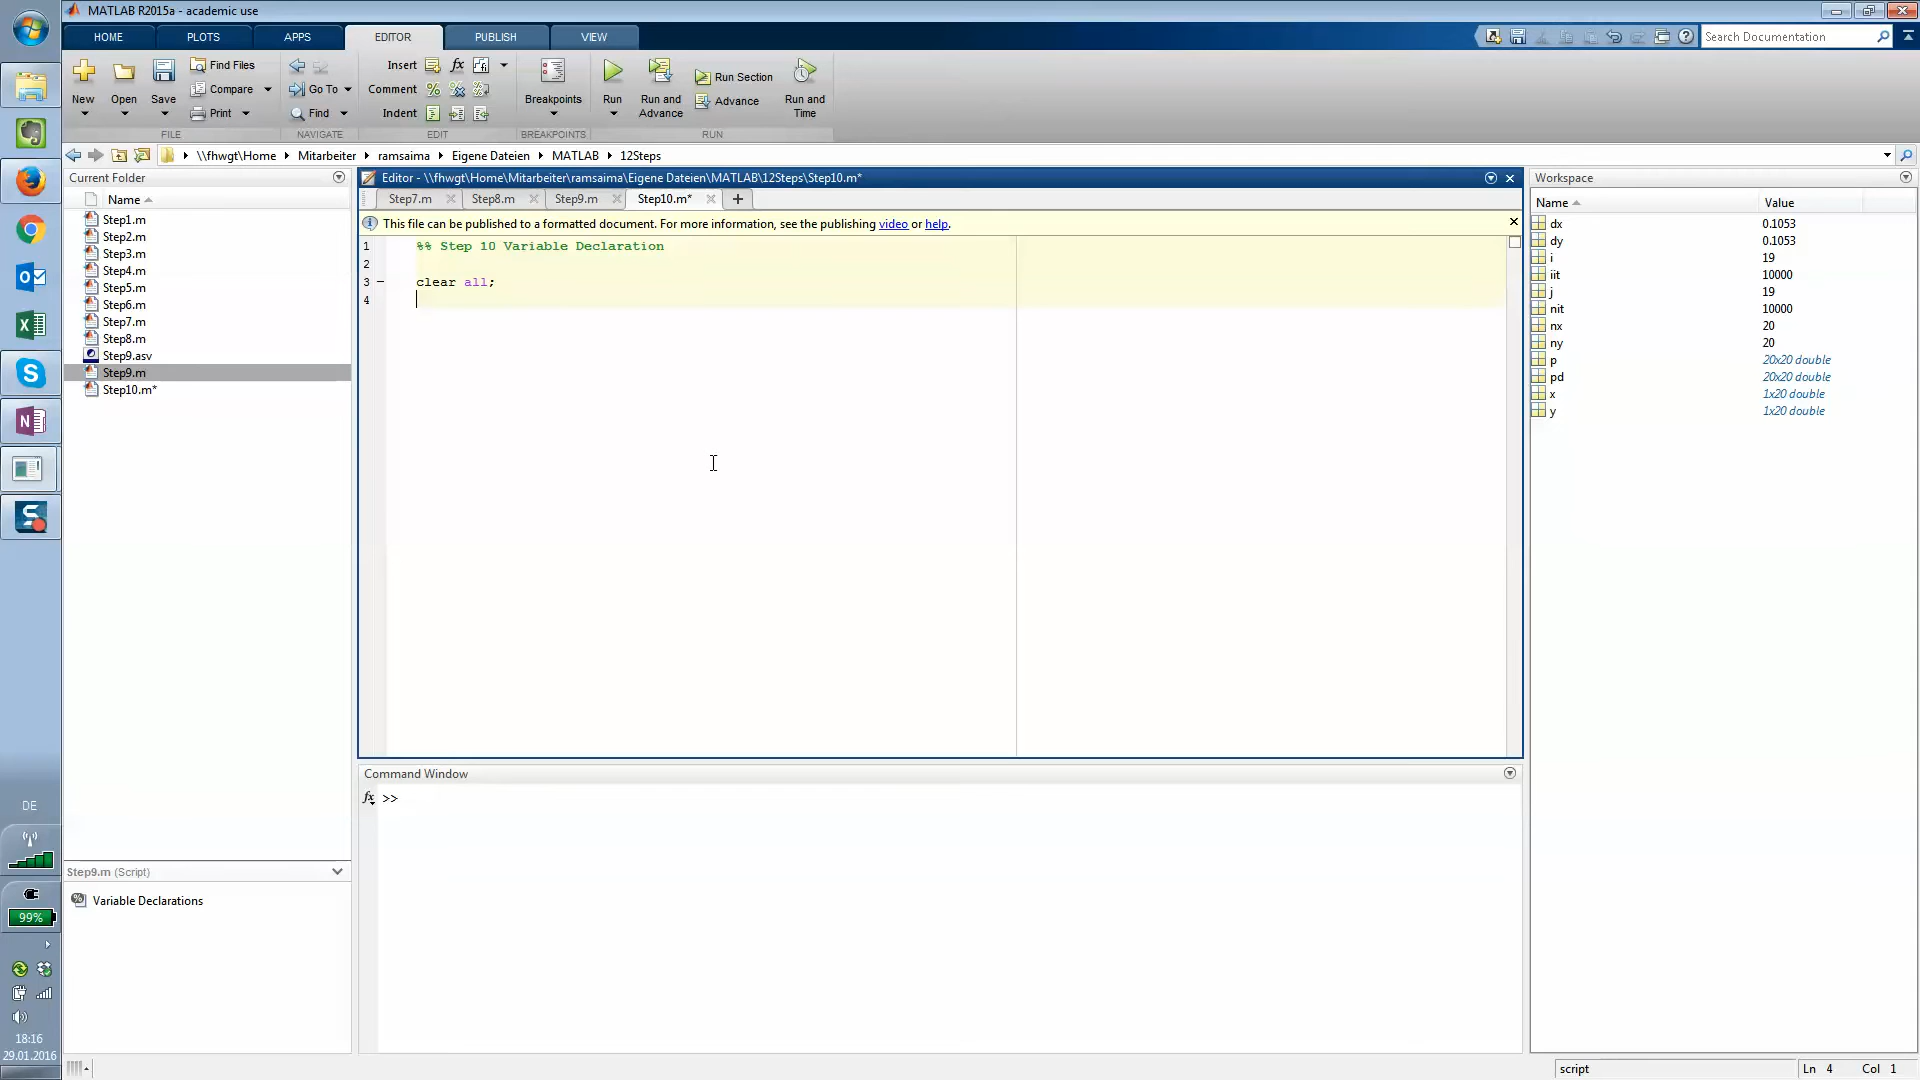 MATLAB R2015a - academic use
HOME PLOTS APPS EDITOR PUBLISH VIEW Search Documentation
New Open Save Find Files Compare Print
Go To Find
Insert fx Comment Indent
Breakpoints Run Run and Advance Run Section Advance Run and Time
FILE NAVIGATE EDIT BREAKPOINTS RUN
\\fhwgt\Home Mitarbeiter ramsaima Eigene Dateien MATLAB 12Steps
Current Folder
Name
Step1.m
Step2.m
Step3.m
Step4.m
Step5.m
Step6.m
Step7.m
Step8.m
Step9.asv
Step9.m
Step10.m*
Step9.m (Script)
Variable Declarations
Editor - \\fhwgt\Home\Mitarbeiter\ramsaima\Eigene Dateien\MATLAB\12Steps\Step10.m*
Step7.m Step8.m Step9.m Step10.m* +
This file can be published to a formatted document. For more information, see the publishing video or help.
1 %% Step 10 Variable Declaration
2
3 – clear all;
4
Command Window
fx >>
Workspace
Name Value
dx 0.1053
dy 0.1053
i 19
iit 10000
j 19
nit 10000
nx 20
ny 20
p 20x20 double
pd 20x20 double
x 1x20 double
y 1x20 double
DE
99%
18:16
29.01.2016
script Ln 4 Col 1